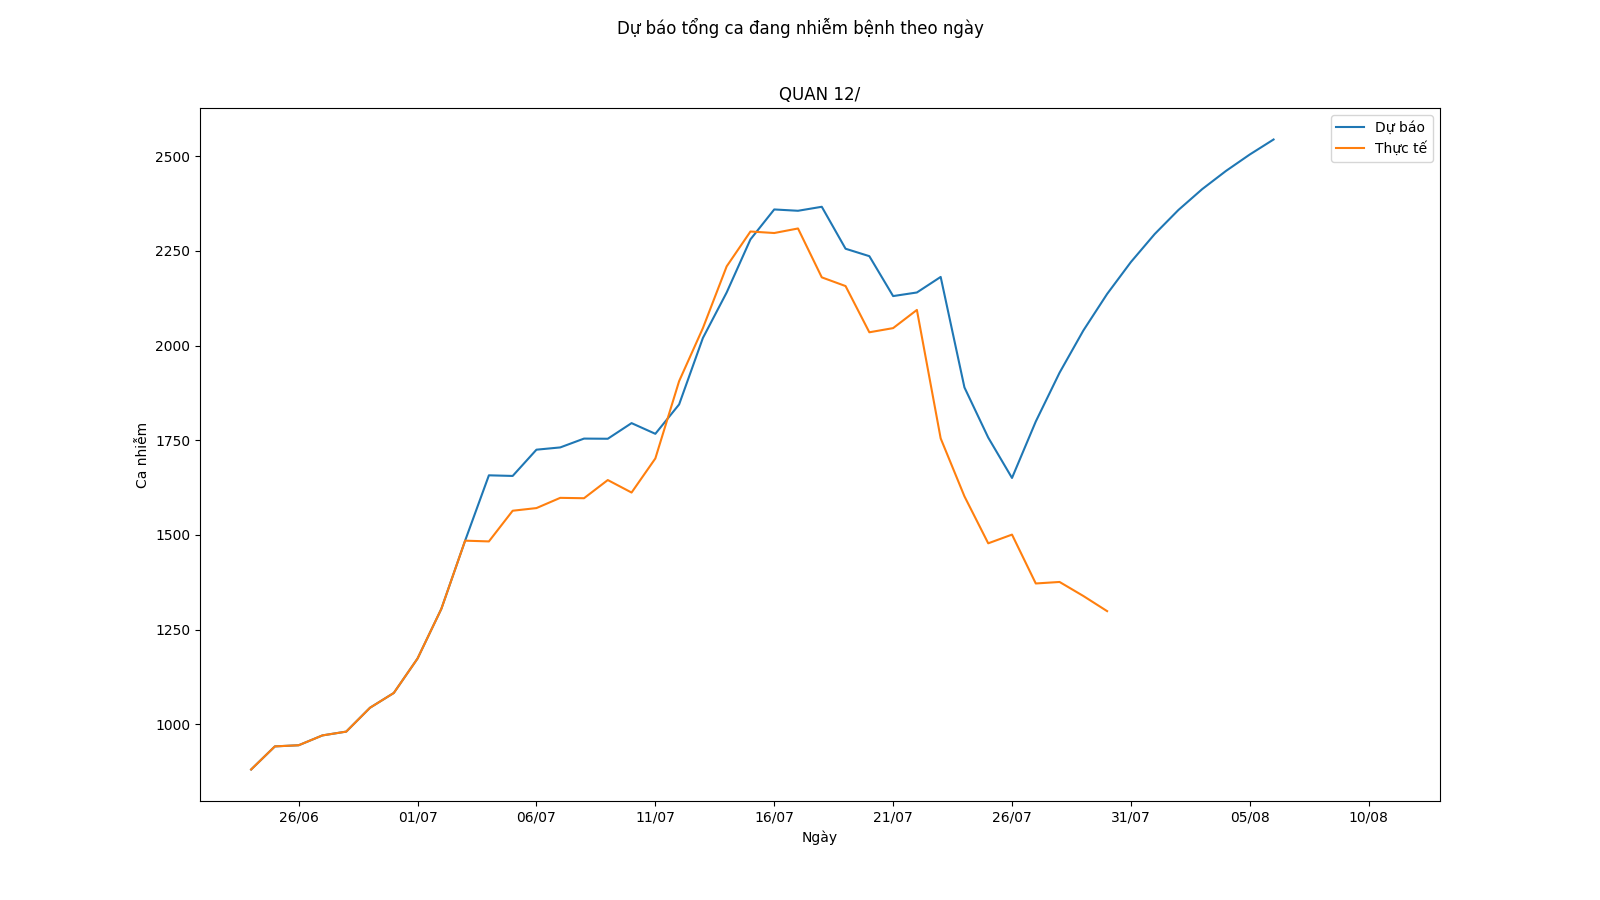 Dự báo tổng ca đang nhiễm bệnh theo ngày
QUAN 12/
Dự báo
Thực tế
2500
2250
2000
1750
1500
1250
1000
Ca nhiễm
26/06 01/07 06/07 11/07 16/07 21/07 26/07 31/07 05/08 10/08
Ngày